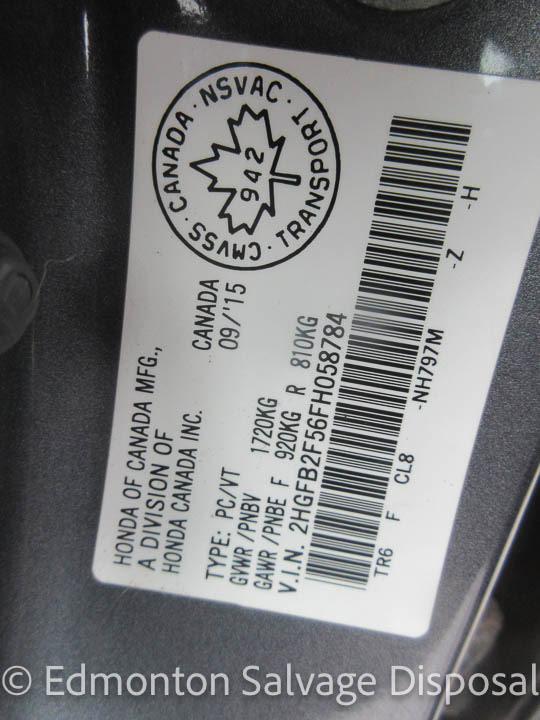 HONDA OF CANADA MFG.,
A DIVISION OF
HONDA CANADA INC.
CANADA
09/'15
· NSVAC · TRANSPORT · CMVSS · CANADA
942
TYPE: PC/VT
GVWR /PNBV 1720KG
GAWR /PNBE F 920KG R 810KG
V.I.N. 2HGFB2F56FH058784
TR6 F CL8 -NH797M -Z -H
© Edmonton Salvage Disposal